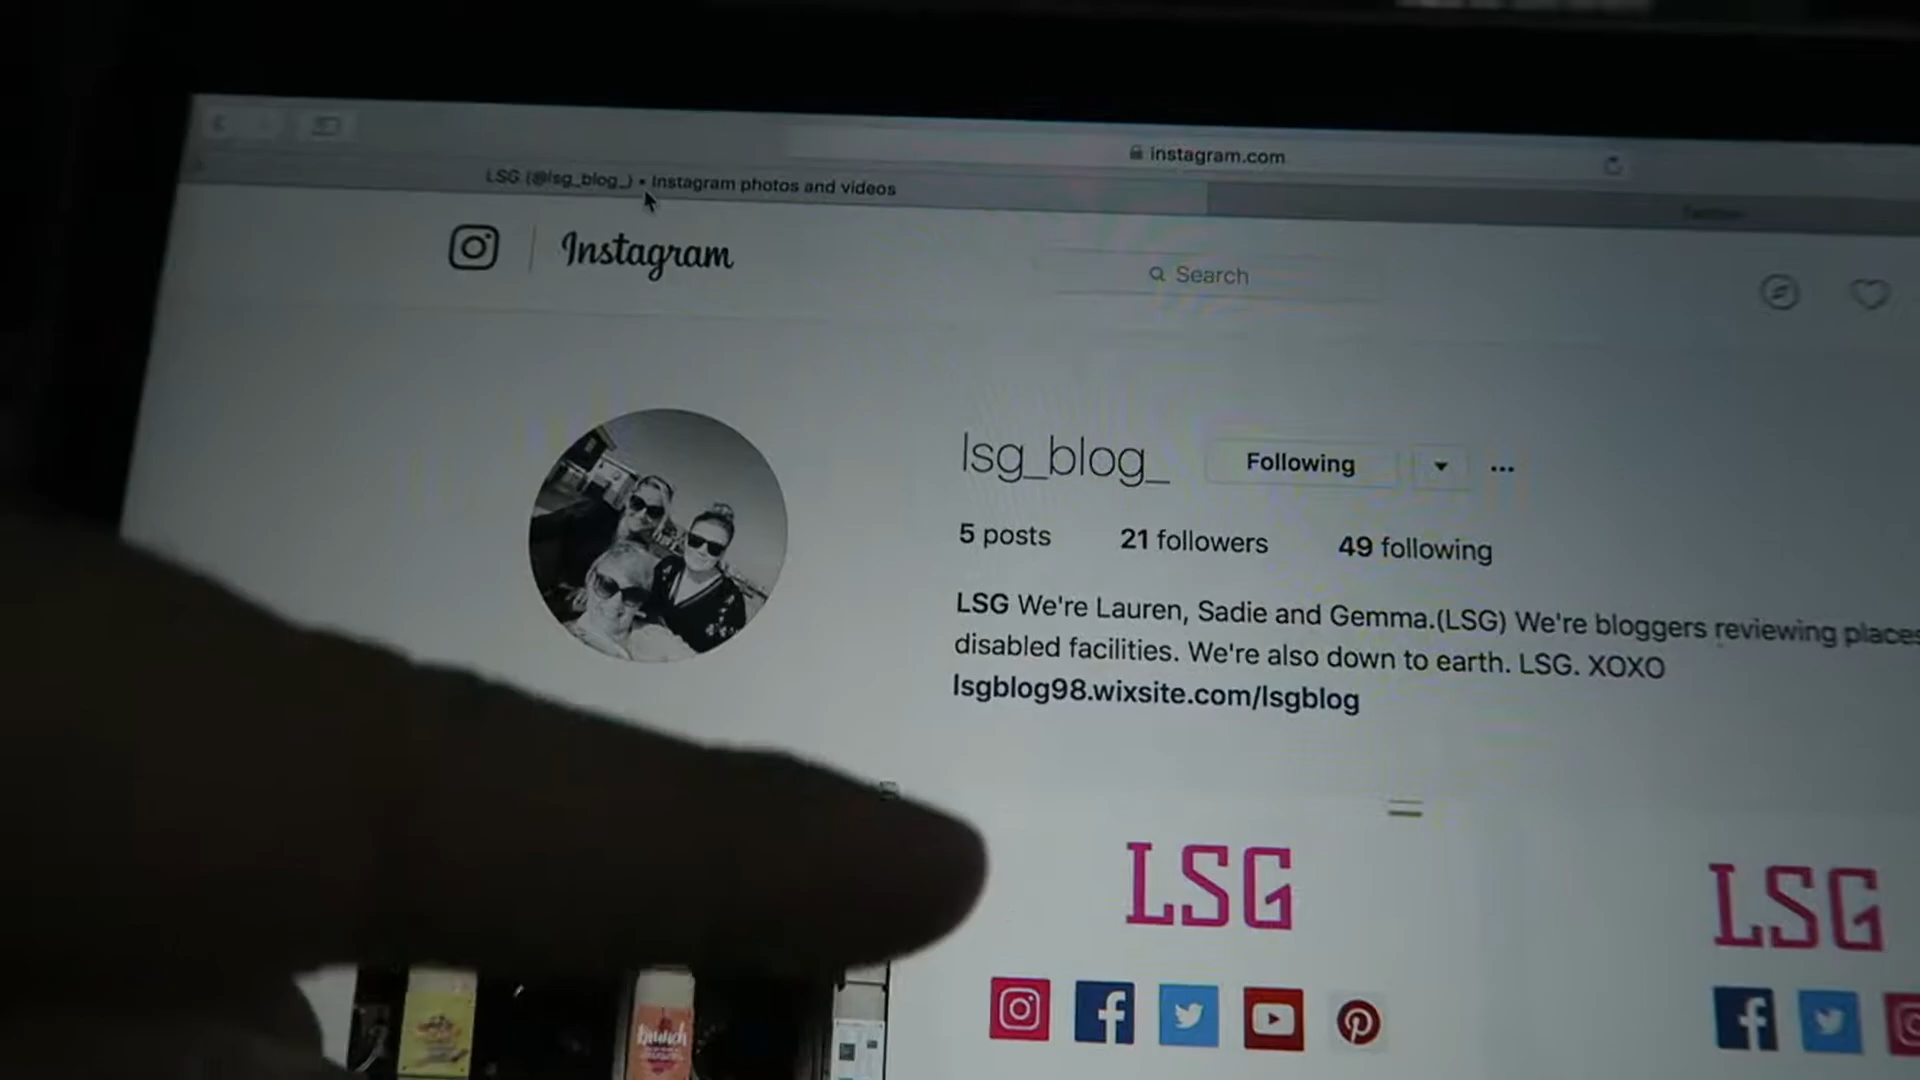 instagram.com
LSG (@lsg_blog_) • Instagram photos and videos
Instagram
Search
lsg_blog_
Following
...
5 posts 21 followers 49 following
LSG We're Lauren, Sadie and Gemma.(LSG) We're bloggers reviewing places
disabled facilities. We're also down to earth. LSG. XOXO
lsgblog98.wixsite.com/lsgblog
LSG
LSG
brunch